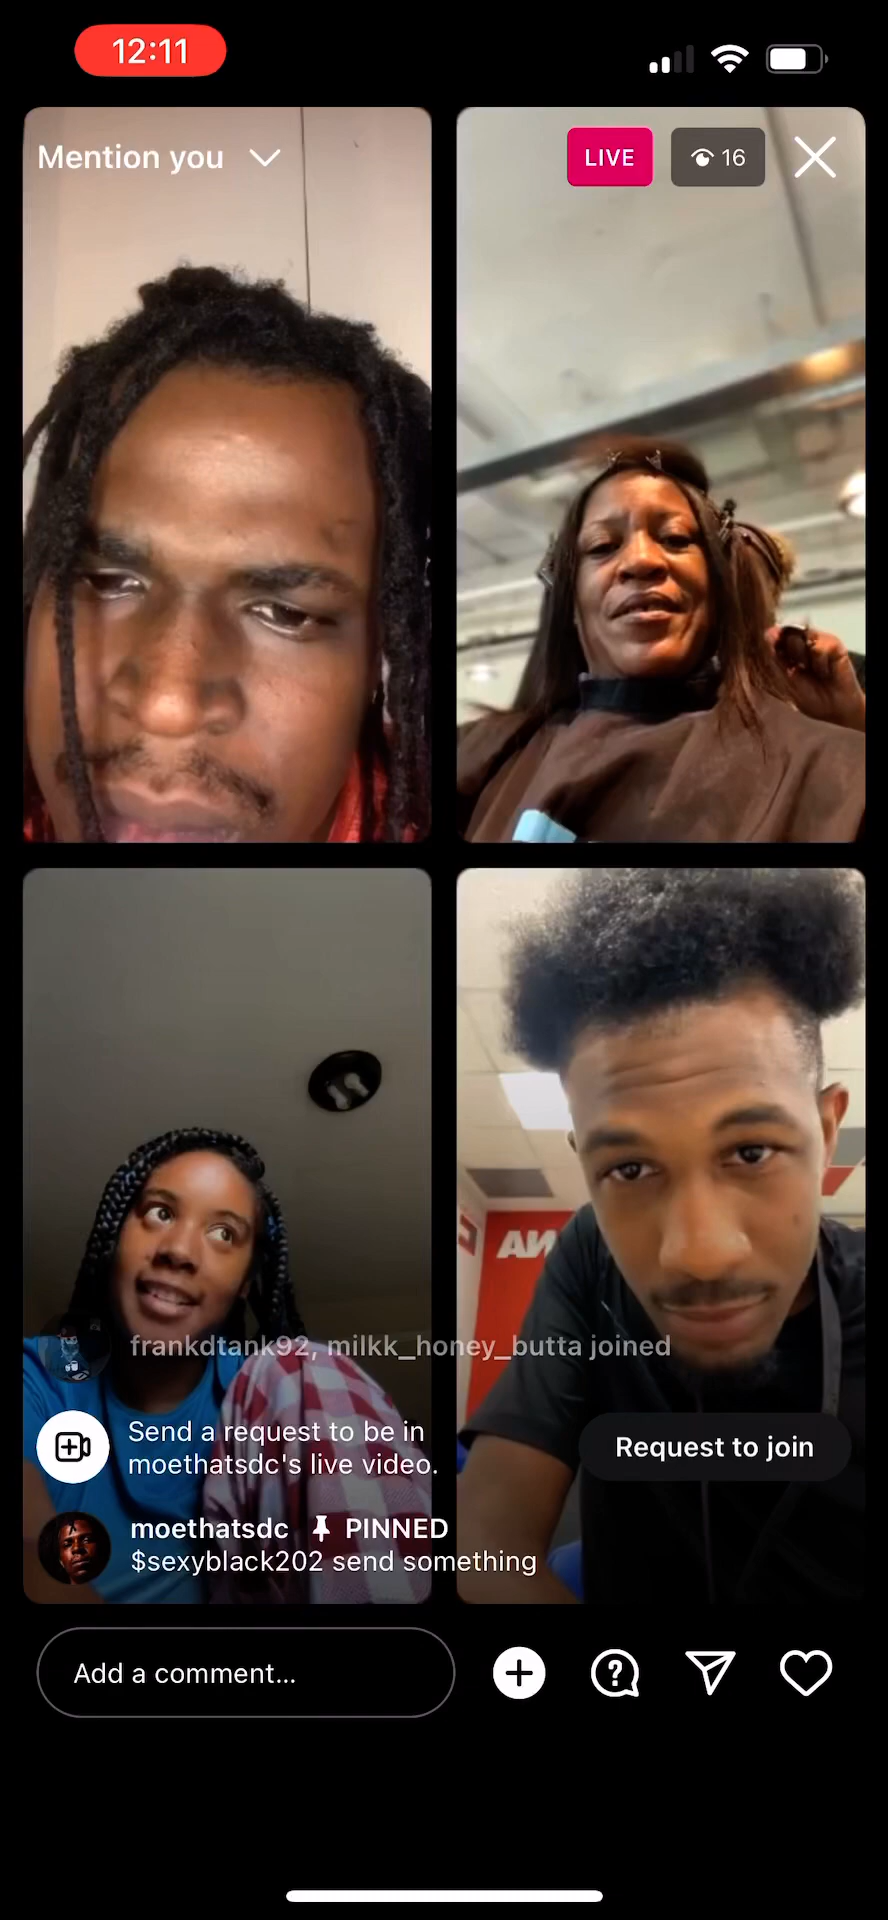 12:11
Mention you
LIVE
16
frankdtank92, milkk_honey_butta joined
Send a request to be in
moethatsdc's live video.
Request to join
moethatsdc PINNED
$sexyblack202 send something
Add a comment...